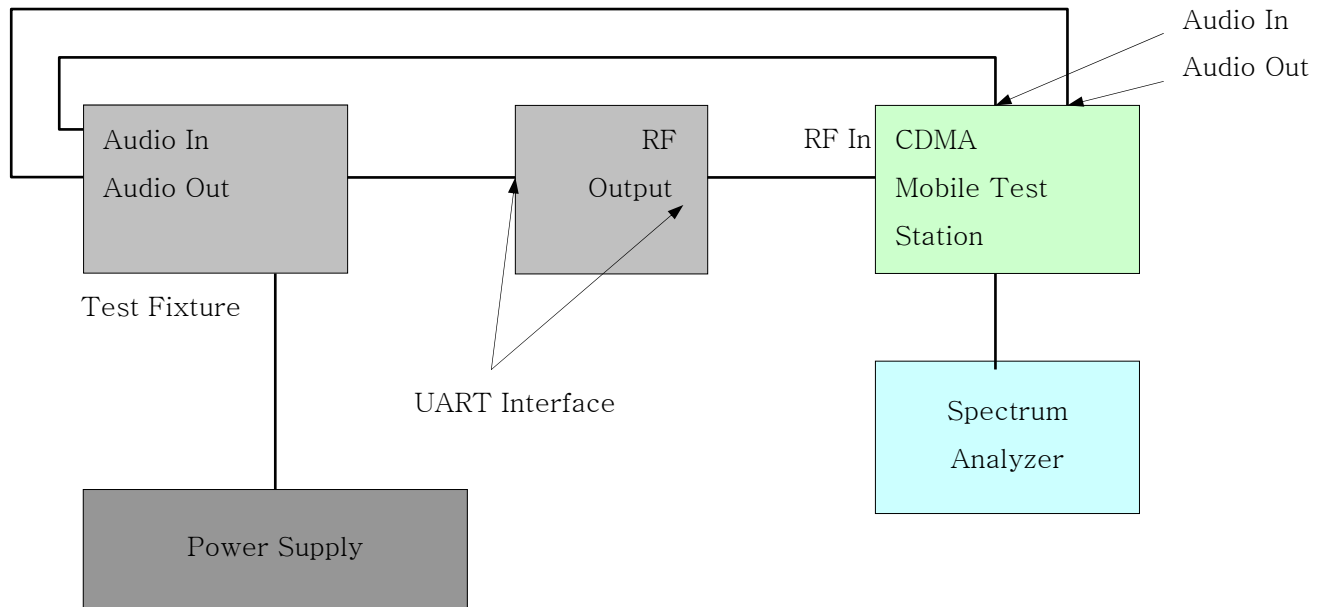 Audio In
Audio Out
Audio In
Audio Out
RF
Output
RF In
CDMA
Mobile Test
Station
Test Fixture
UART Interface
Spectrum
Analyzer
Power Supply